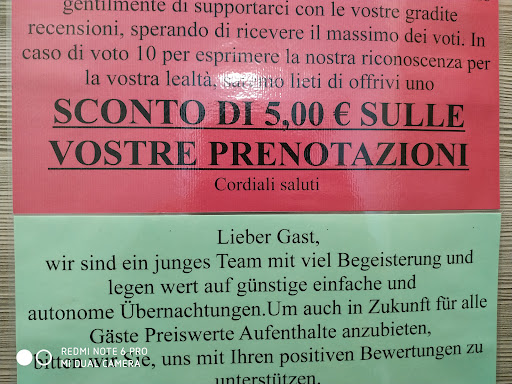 gentilmente di supportarci con le vostre gradite
recensioni, sperando di ricevere il massimo dei voti. In
caso di voto 10 per esprimere la nostra riconoscenza per
la vostra lealtà, lieti di offrivi uno
SCONTO DI 5,00 € SULLE
VOSTRE PRENOTAZIONI
Cordiali saluti
Lieber Gast,
wir sind ein junges Team mit viel Begeisterung und
legen wert auf günstige einfache und
autonome Übernachtungen.Um auch in Zukunft für alle
Gäste Preiswerte Aufenthalte anzubieten,
uns mit Ihren positiven Bewertungen zu
unterstützen.
REDMI NOTE 6 PRO
MI DUAL CAMERA